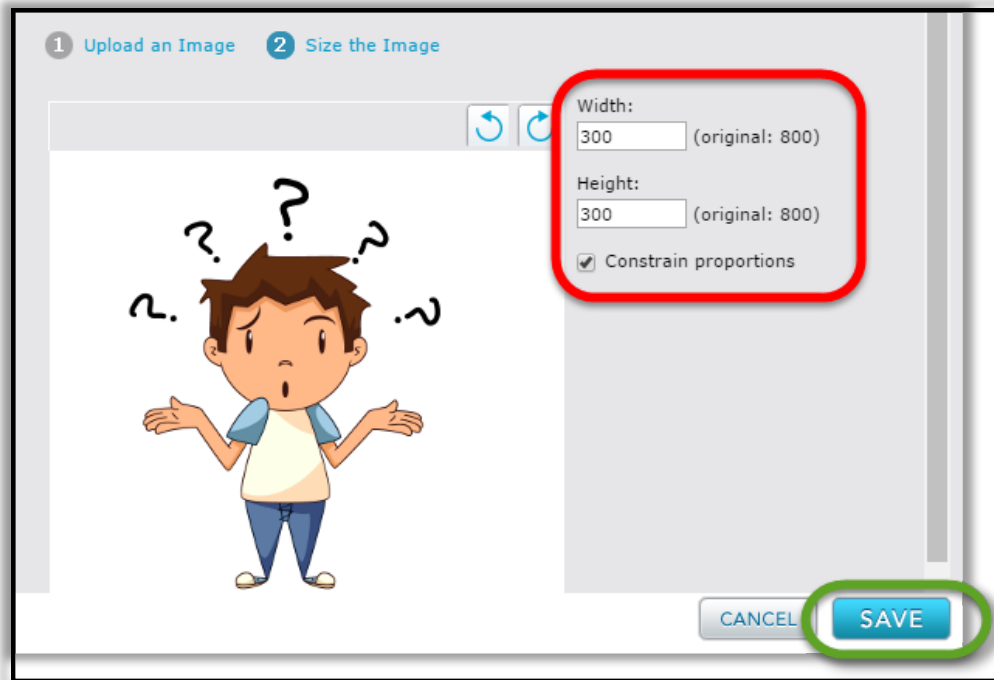 1 Upload an Image 2 Size the Image
Width:
300 (original: 800)
Height:
300 (original: 800)
Constrain proportions
? ? ? ? ?
CANCEL SAVE